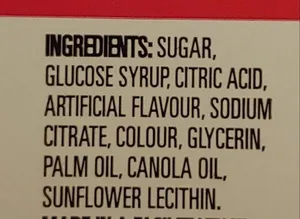 INGREDIENTS: SUGAR,
GLUCOSE SYRUP, CITRIC ACID,
ARTIFICIAL FLAVOUR, SODIUM
CITRATE, COLOUR, GLYCERIN,
PALM OIL, CANOLA OIL,
SUNFLOWER LECITHIN.